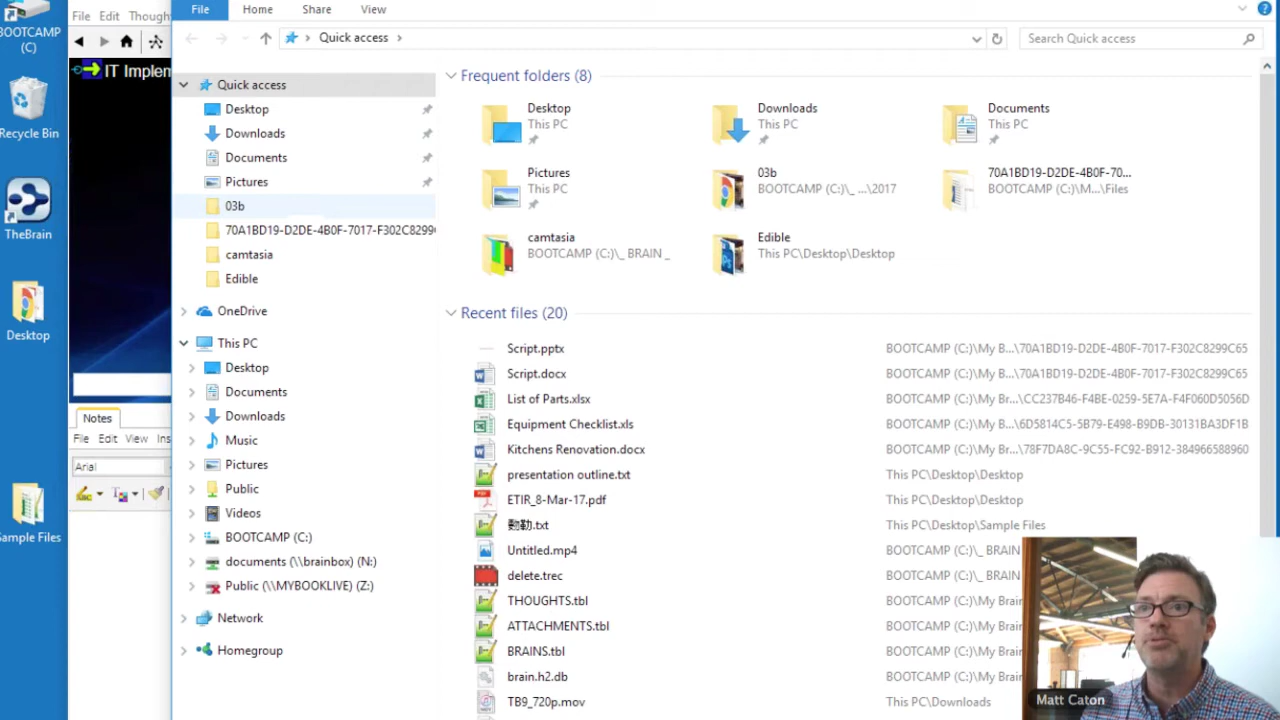 BOOTCAMP
(C)
Recycle Bin
TheBrain
Desktop
Sample Files
File Edit Though
IT Implem
Notes
File Edit View Ins
Arial
File Home Share View
Quick access
Search Quick access
Quick access
Desktop
Downloads
Documents
Pictures
03b
70A1BD19-D2DE-4B0F-7017-F302C8299
camtasia
Edible
OneDrive
This PC
Desktop
Documents
Downloads
Music
Pictures
Public
Videos
BOOTCAMP (C:)
documents (\\brainbox) (N:)
Public (\\MYBOOKLIVE) (Z:)
Network
Homegroup
Frequent folders (8)
Desktop
This PC
Downloads
This PC
Documents
This PC
Pictures
This PC
03b
BOOTCAMP (C:)\_ ...\2017
70A1BD19-D2DE-4B0F-70...
BOOTCAMP (C:)\M...\Files
camtasia
BOOTCAMP (C:)\_ BRAIN _
Edible
This PC\Desktop\Desktop
Recent files (20)
Script.pptx BOOTCAMP (C:)\My B...\70A1BD19-D2DE-4B0F-7017-F302C8299C65
Script.docx BOOTCAMP (C:)\My B...\70A1BD19-D2DE-4B0F-7017-F302C8299C65
List of Parts.xlsx BOOTCAMP (C:)\My B...\CC237B46-F4BE-0259-5E7A-F4F060D5056D
Equipment Checklist.xls BOOTCAMP (C:)\My Br...\6D5814C5-5B79-E498-B9DB-30131BA3DF1B
Kitchens Renovation.docx BOOTCAMP (C:)\My Br...\78F7DA8C-9C55-FC92-B912-384966588960
presentation outline.txt This PC\Desktop\Desktop
ETIR_8-Mar-17.pdf This PC\Desktop\Desktop
.txt This PC\Desktop\Sample Files
Untitled.mp4 BOOTCAMP (C:)\_ BRAIN
delete.trec BOOTCAMP (C:)\_ BRAIN
THOUGHTS.tbl BOOTCAMP (C:)\My Brain
ATTACHMENTS.tbl BOOTCAMP (C:)\My Brain
BRAINS.tbl BOOTCAMP (C:)\My Brain
brain.h2.db BOOTCAMP (C:)\My Brain
TB9_720p.mov This PC\Downloads
Matt Caton